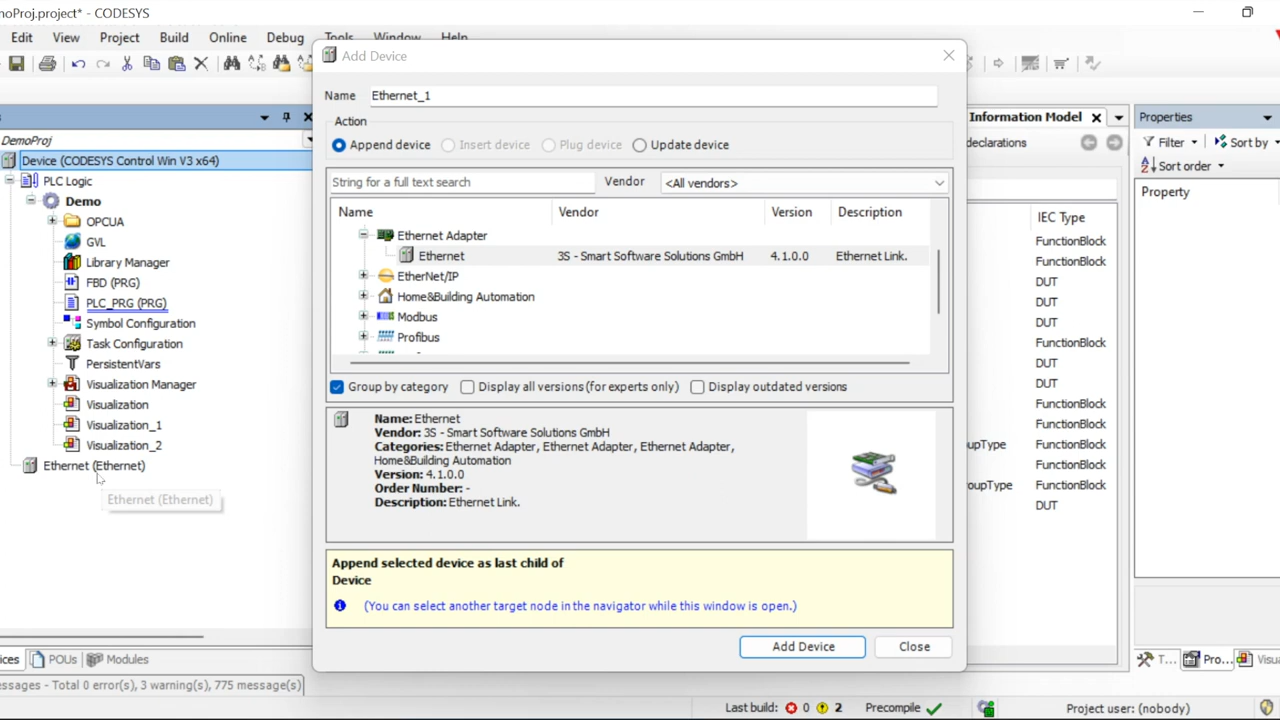 noProj.project* - CODESYS
Edit View Project Build Online Debug Tools Window Help
Add Device
Name Ethernet_1
Action
Append device Insert device Plug device Update device
String for a full text search Vendor <All vendors>
Name Vendor Version Description
Ethernet Adapter
Ethernet 3S - Smart Software Solutions GmbH 4.1.0.0 Ethernet Link.
EtherNet/IP
Home&Building Automation
Modbus
Profibus
Group by category Display all versions (for experts only) Display outdated versions
Name: Ethernet
Vendor: 3S - Smart Software Solutions GmbH
Categories: Ethernet Adapter, Ethernet Adapter, Ethernet Adapter,
Home&Building Automation
Version: 4.1.0.0
Order Number: -
Description: Ethernet Link.
Append selected device as last child of
Device
(You can select another target node in the navigator while this window is open.)
Add Device Close
s
DemoProj
Device (CODESYS Control Win V3 x64)
PLC Logic
Demo
OPCUA
GVL
Library Manager
FBD (PRG)
PLC_PRG (PRG)
Symbol Configuration
Task Configuration
PersistentVars
Visualization Manager
Visualization
Visualization_1
Visualization_2
Ethernet (Ethernet)
Ethernet (Ethernet)
ices POUs Modules
essages - Total 0 error(s), 3 warning(s), 775 message(s)
Information Model
declarations
IEC Type
FunctionBlock
FunctionBlock
DUT
DUT
DUT
FunctionBlock
DUT
DUT
FunctionBlock
FunctionBlock
oupType FunctionBlock
FunctionBlock
oupType FunctionBlock
DUT
Properties
Filter Sort by
Sort order
Property
T... Pro... Visua
Last build: 0 2 Precompile Project user: (nobody)